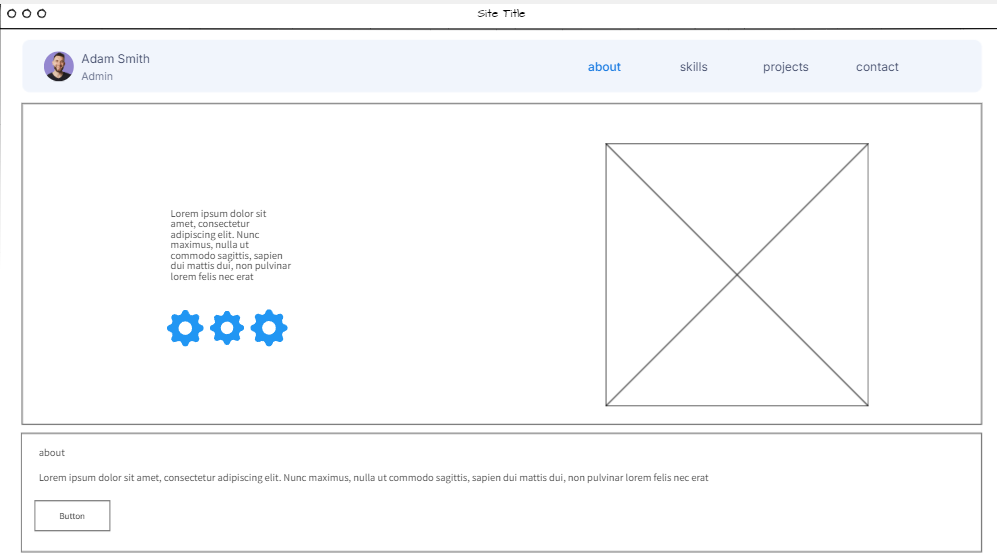 Site Title
Adam Smith
Admin
about
skills
projects
contact
Lorem ipsum dolor sit
amet, consectetur
adipiscing elit. Nunc
maximus, nulla ut
commodo sagittis, sapien
dui mattis dui, non pulvinar
lorem felis nec erat
about
Lorem ipsum dolor sit amet, consectetur adipiscing elit. Nunc maximus, nulla ut commodo sagittis, sapien dui mattis dui, non pulvinar lorem felis nec erat
Button